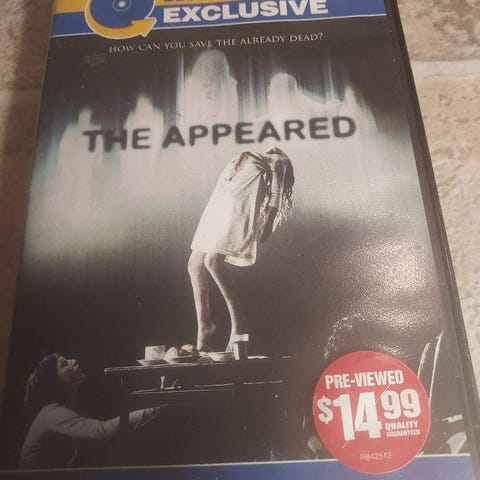 EXCLUSIVE
HOW CAN YOU SAVE THE ALREADY DEAD?
THE APPEARED
PRE-VIEWED
$14.99
QUALITY
GUARANTEED
R842512